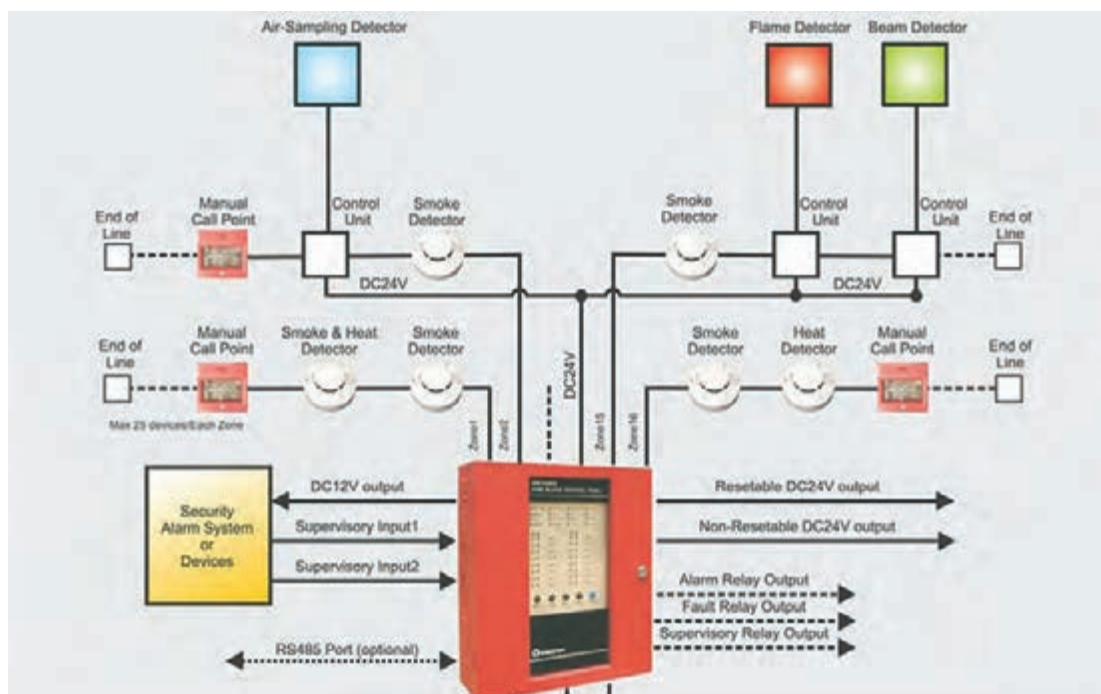 Air-Sampling Detector
Flame Detector
Beam Detector
End of
Line
Manual
Call Point
Control
Unit
Smoke
Detector
Smoke
Detector
Control
Unit
Control
Unit
End of
Line
DC24V
DC24V
End of
Line
Manual
Call Point
Smoke & Heat
Detector
Smoke
Detector
DC24V
Smoke
Detector
Heat
Detector
Manual
Call Point
End of
Line
Max 25 devices/Each Zone
Zone1
Zone2
Zone15
Zone16
Security
Alarm System
or
Devices
DC12V output
Supervisory Input1
Supervisory Input2
RS485 Port (optional)
Resetable DC24V output
Non-Resetable DC24V output
Alarm Relay Output
Fault Relay Output
Supervisory Relay Output